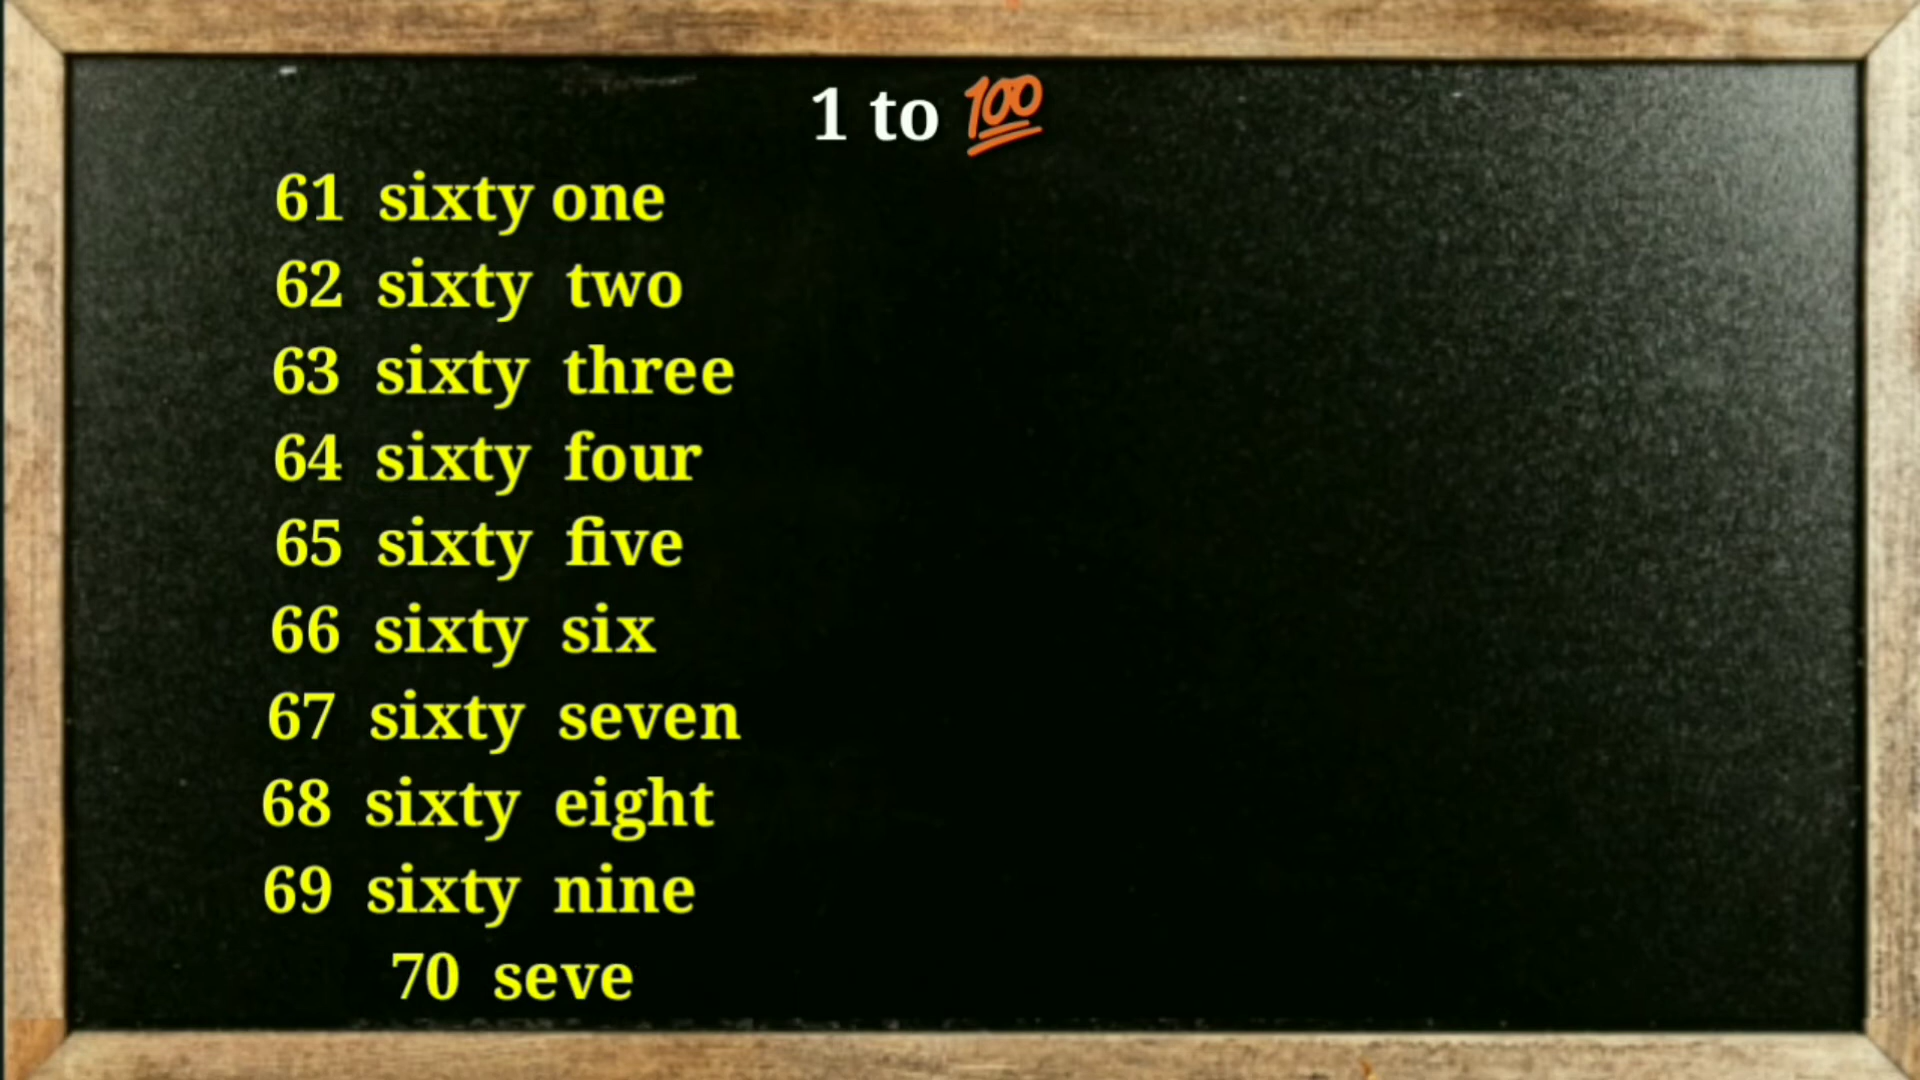 1 to 💯
61 sixty one
62 sixty two
63 sixty three
64 sixty four
65 sixty five
66 sixty six
67 sixty seven
68 sixty eight
69 sixty nine
70 seve